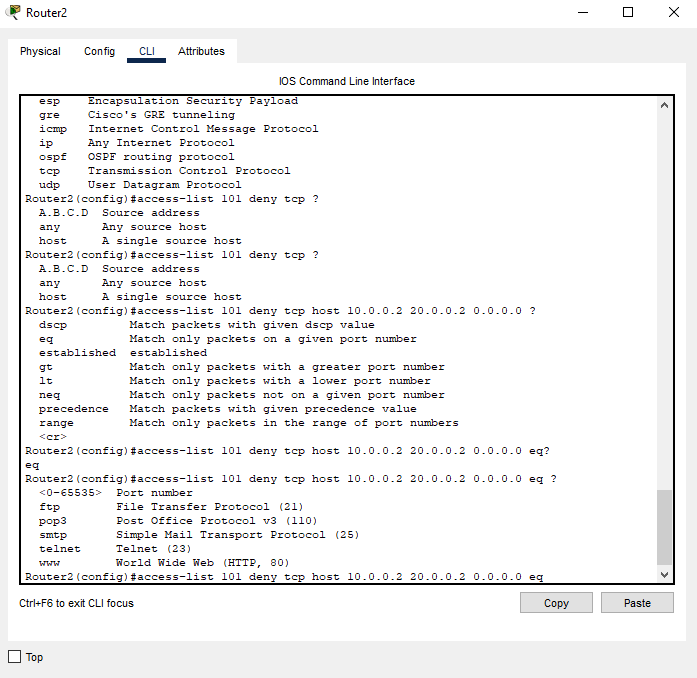 Router2
Physical Config CLI Attributes
IOS Command Line Interface
  esp    Encapsulation Security Payload
  gre    Cisco's GRE tunneling
  icmp   Internet Control Message Protocol
  ip     Any Internet Protocol
  ospf   OSPF routing protocol
  tcp    Transmission Control Protocol
  udp    User Datagram Protocol
Router2(config)#access-list 101 deny tcp ?
  A.B.C.D  Source address
  any      Any source host
  host     A single source host
Router2(config)#access-list 101 deny tcp ?
  A.B.C.D  Source address
  any      Any source host
  host     A single source host
Router2(config)#access-list 101 deny tcp host 10.0.0.2 20.0.0.2 0.0.0.0 ?
  dscp         Match packets with given dscp value
  eq           Match only packets on a given port number
  established  established
  gt           Match only packets with a greater port number
  lt           Match only packets with a lower port number
  neq          Match only packets not on a given port number
  precedence   Match packets with given precedence value
  range        Match only packets in the range of port numbers
  <cr>
Router2(config)#access-list 101 deny tcp host 10.0.0.2 20.0.0.2 0.0.0.0 eq?
eq
Router2(config)#access-list 101 deny tcp host 10.0.0.2 20.0.0.2 0.0.0.0 eq ?
  <0-65535>  Port number
  ftp        File Transfer Protocol (21)
  pop3       Post Office Protocol v3 (110)
  smtp       Simple Mail Transport Protocol (25)
  telnet     Telnet (23)
  www        World Wide Web (HTTP, 80)
Router2(config)#access-list 101 deny tcp host 10.0.0.2 20.0.0.2 0.0.0.0 eq
Ctrl+F6 to exit CLI focus
Copy Paste
Top